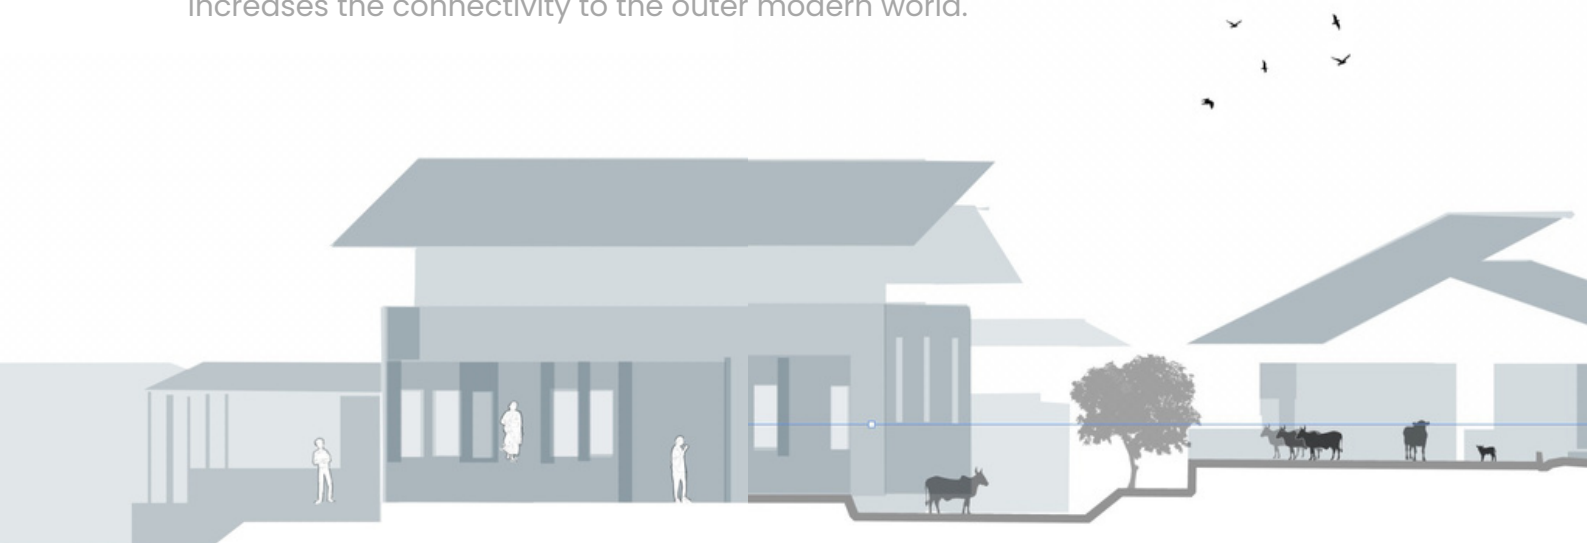 increases the connectivity to the outer modern world.